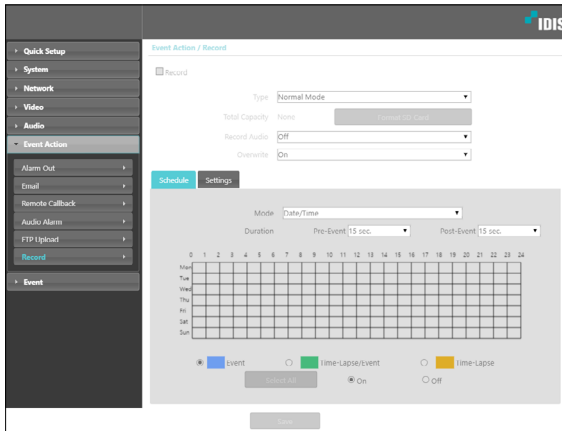 IDIS
Quick Setup
System
Network
Video
Audio
Event Action
Alarm Out
Email
Remote Callback
Audio Alarm
FTP Upload
Record
Event
Event Action / Record
Record
Type Normal Mode
Total Capacity None Format SD Card
Record Audio Off
Overwrite On
Schedule Settings
Mode Date/Time
Duration Pre-Event 15 sec. Post-Event 15 sec.
0 1 2 3 4 5 6 7 8 9 10 11 12 13 14 15 16 17 18 19 20 21 22 23 24
Mon
Tue
Wed
Thu
Fri
Sat
Sun
Event Time-Lapse/Event Time-Lapse
Select All On Off
Save